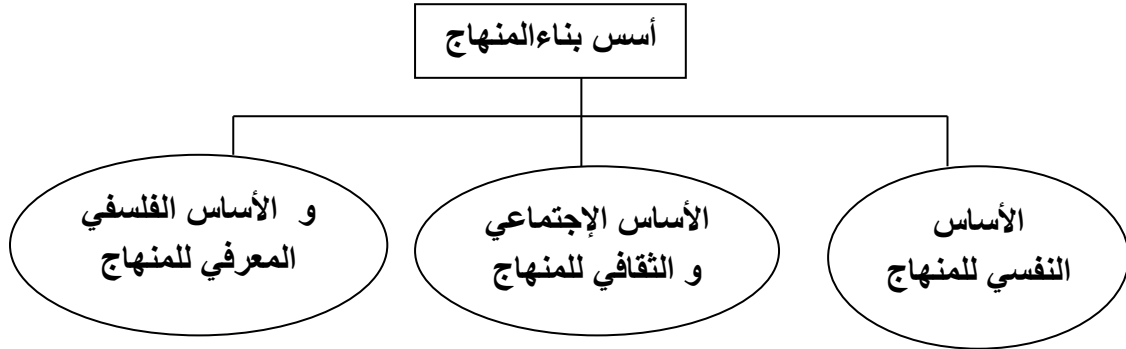 أسس بناءالمنهاج
الأساس
النفسي للمنهاج
الأساس الإجتماعي
و الثقافي للمنهاج
و الأساس الفلسفي
المعرفي للمنهاج